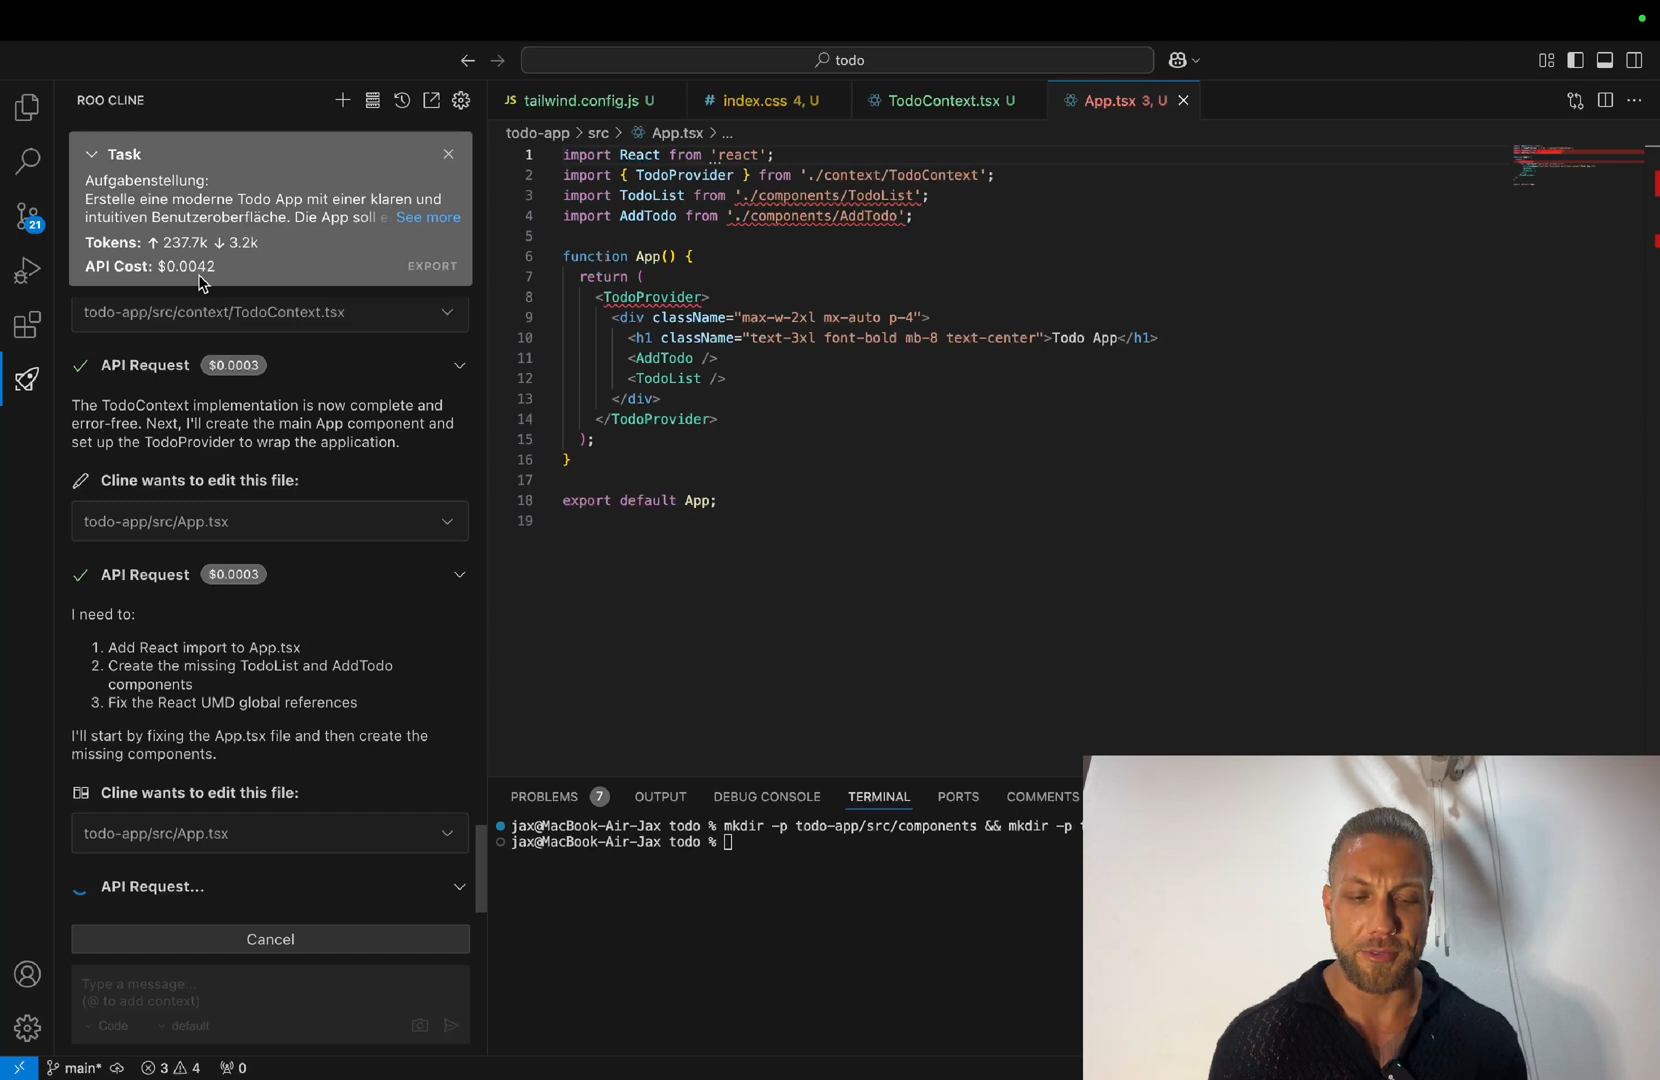 todo
ROO CLINE
Task
Aufgabenstellung:
Erstelle eine moderne Todo App mit einer klaren und
intuitiven Benutzeroberfläche. Die App soll e See more
Tokens: ↑ 237.7k ↓ 3.2k
API Cost: $0.0042 EXPORT
todo-app/src/context/TodoContext.tsx
API Request $0.0003
The TodoContext implementation is now complete and
error-free. Next, I'll create the main App component and
set up the TodoProvider to wrap the application.
Cline wants to edit this file:
todo-app/src/App.tsx
API Request $0.0003
I need to:
1. Add React import to App.tsx
2. Create the missing TodoList and AddTodo
components
3. Fix the React UMD global references
I'll start by fixing the App.tsx file and then create the
missing components.
Cline wants to edit this file:
todo-app/src/App.tsx
API Request...
Cancel
Type a message...
(@ to add context)
Code default
21
JS tailwind.config.js U # index.css 4, U TodoContext.tsx U App.tsx 3, U
todo-app > src > App.tsx > ...
1 import React from 'react';
2 import { TodoProvider } from './context/TodoContext';
3 import TodoList from './components/TodoList';
4 import AddTodo from './components/AddTodo';
5
6 function App() {
7 return (
8 <TodoProvider>
9 <div className="max-w-2xl mx-auto p-4">
10 <h1 className="text-3xl font-bold mb-8 text-center">Todo App</h1>
11 <AddTodo />
12 <TodoList />
13 </div>
14 </TodoProvider>
15 );
16 }
17
18 export default App;
19
PROBLEMS 7 OUTPUT DEBUG CONSOLE TERMINAL PORTS COMMENTS
jax@MacBook-Air-Jax todo % mkdir -p todo-app/src/components && mkdir -p
jax@MacBook-Air-Jax todo %
main* 3 4 0